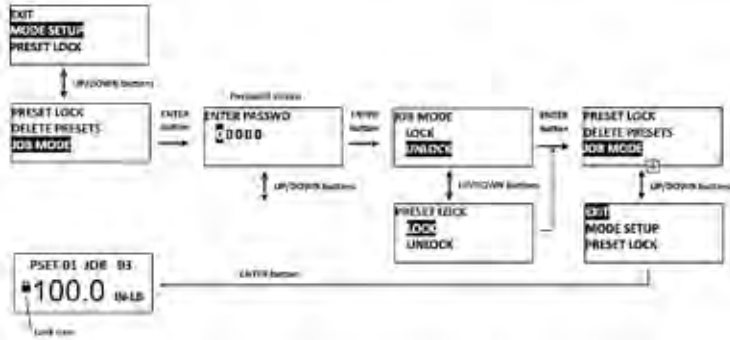 EXIT
MODE SETUP
PRESET LOCK
UP/DOWN buttons
PRESET LOCK
DELETE PRESETS
JOB MODE
ENTER
button
Password screen
ENTER PASSWD
0000
UP/DOWN buttons
ENTER
button
JOB MODE
LOCK
UNLOCK
UP/DOWN buttons
PRESET LOCK
LOCK
UNLOCK
ENTER
button
PRESET LOCK
DELETE PRESETS
JOB MODE
UP/DOWN buttons
EXIT
MODE SETUP
PRESET LOCK
ENTER button
PSET 01 JOB 03
100.0 IN-LB
Lock icon